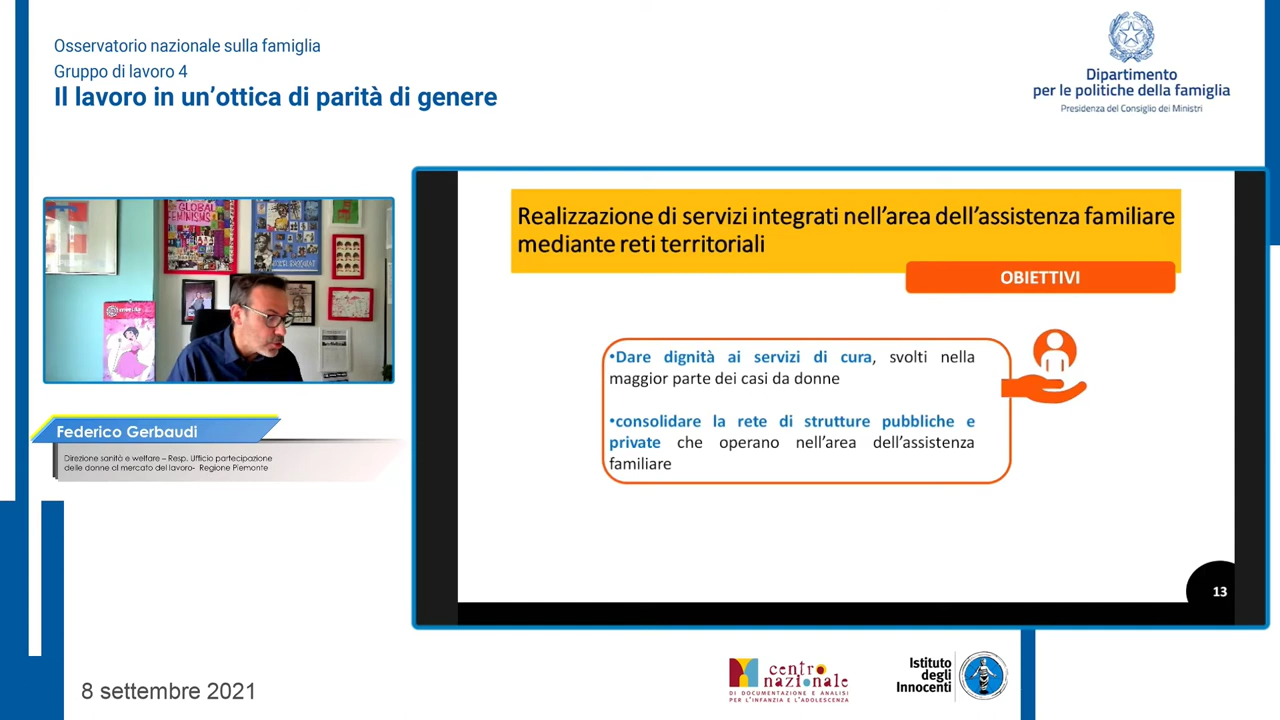 Osservatorio nazionale sulla famiglia
Gruppo di lavoro 4
Il lavoro in un'ottica di parità di genere
Dipartimento
per le politiche della famiglia
Presidenza del Consiglio dei Ministri
GLOBAL
FEMINISMS
Federico Gerbaudi
Direzione sanità e welfare – Resp. Ufficio partecipazione
delle donne al mercato del lavoro- Regione Piemonte
Realizzazione di servizi integrati nell'area dell'assistenza familiare
mediante reti territoriali
OBIETTIVI
•Dare dignità ai servizi di cura, svolti nella
maggior parte dei casi da donne
•consolidare la rete di strutture pubbliche e
private che operano nell'area dell'assistenza
familiare
13
8 settembre 2021
centro
nazionale
DI DOCUMENTAZIONE E ANALISI
PER L'INFANZIA E L'ADOLESCENZA
Istituto
degli
Innocenti